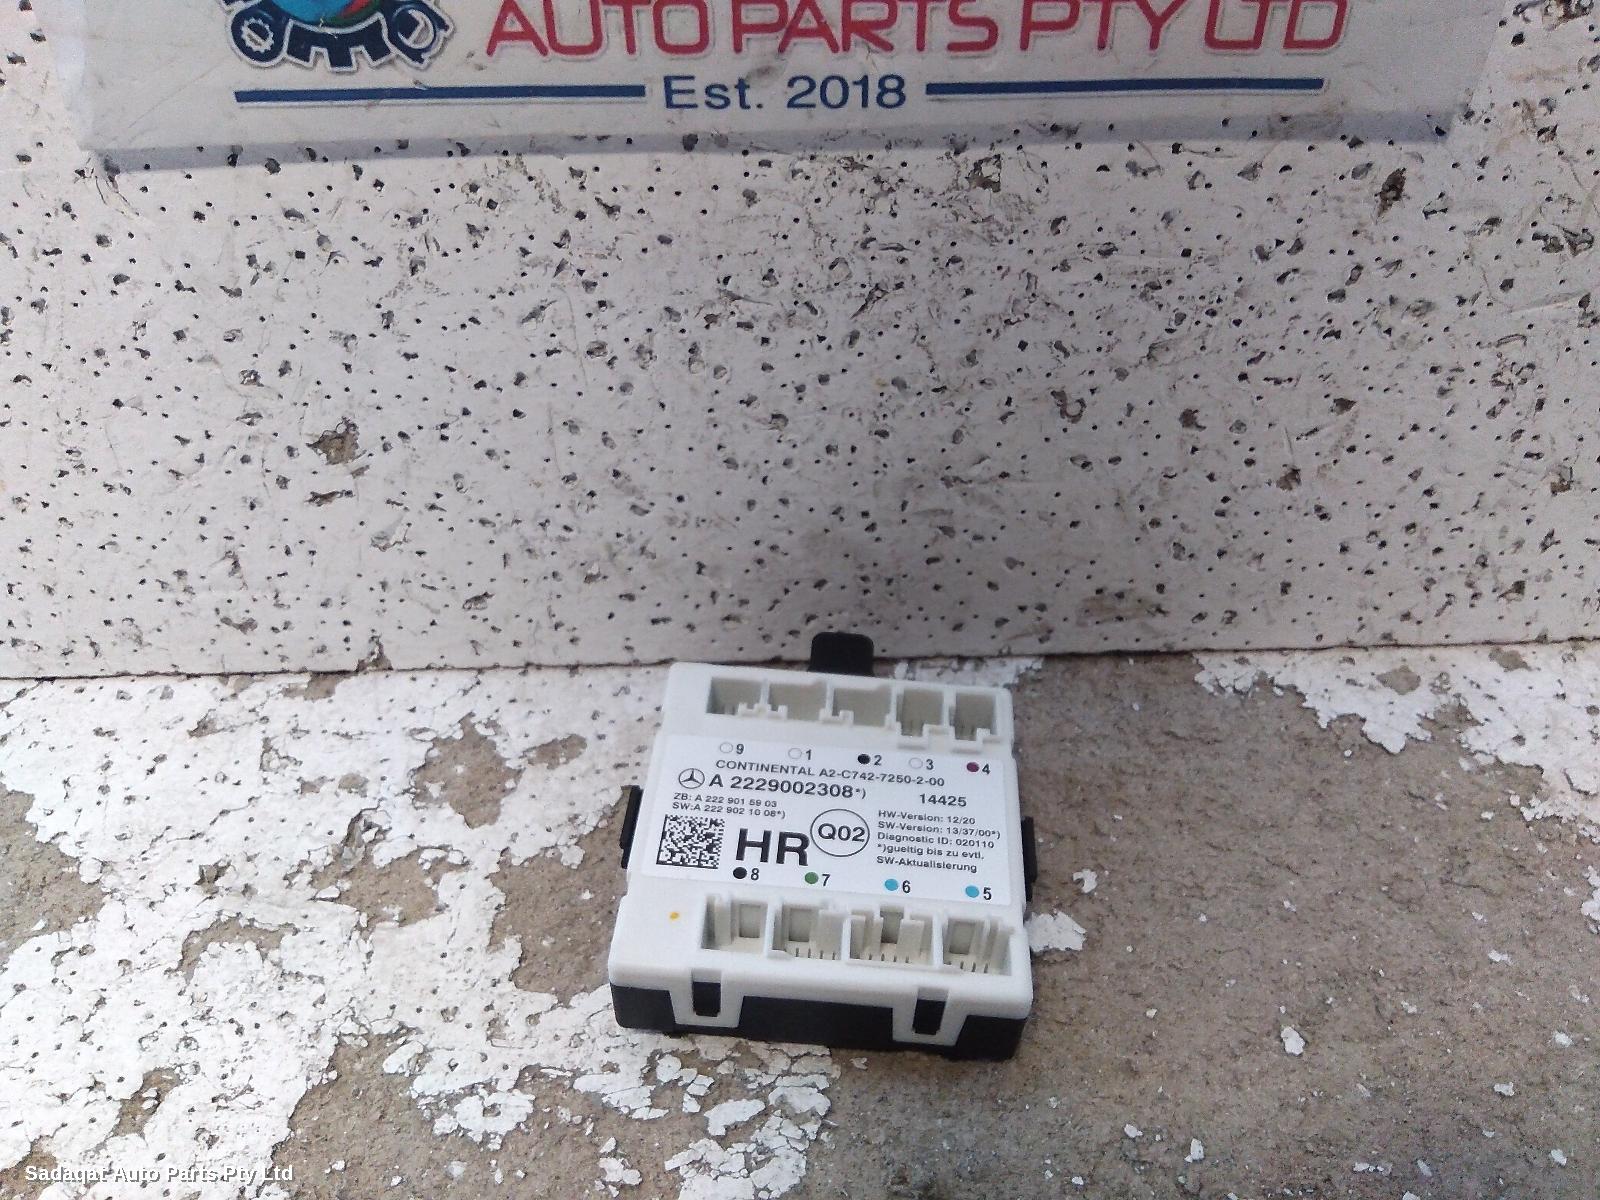 AUTO PARTS PTY LTD
Est. 2018
9 1 2 3 4
CONTINENTAL A2-C742-7250-2-00
A 2229002308*) 14425
ZB: A 222 901 59 03
SW:A 222 902 10 08*)
HR
Q02
HW-Version: 12/20
SW-Version: 13/37/00*)
Diagnostic ID: 020110
*)gueltig bis zu evtl.
SW-Aktualisierung
8 7 6 5
Sadaqat Auto Parts Pty Ltd